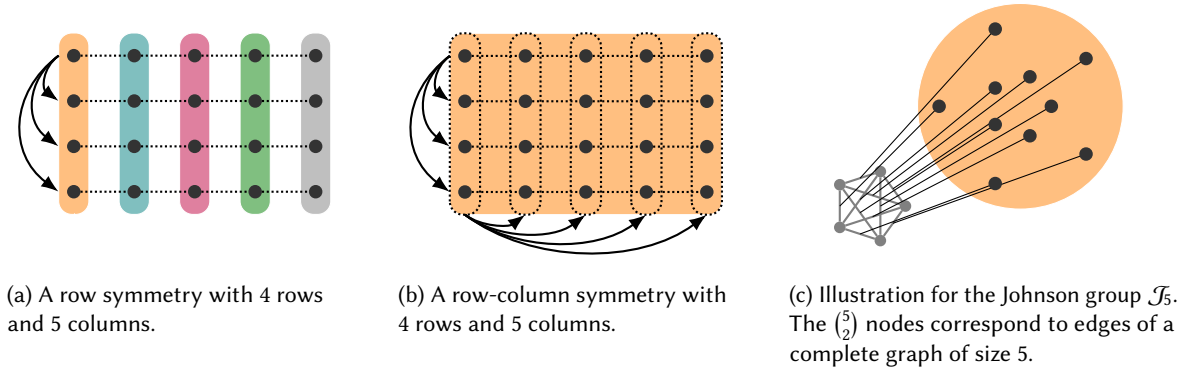 (a) A row symmetry with 4 rows
and 5 columns.
(b) A row-column symmetry with
4 rows and 5 columns.
(c) Illustration for the Johnson group 𝒥₅.
The (5 2) nodes correspond to edges of a
complete graph of size 5.